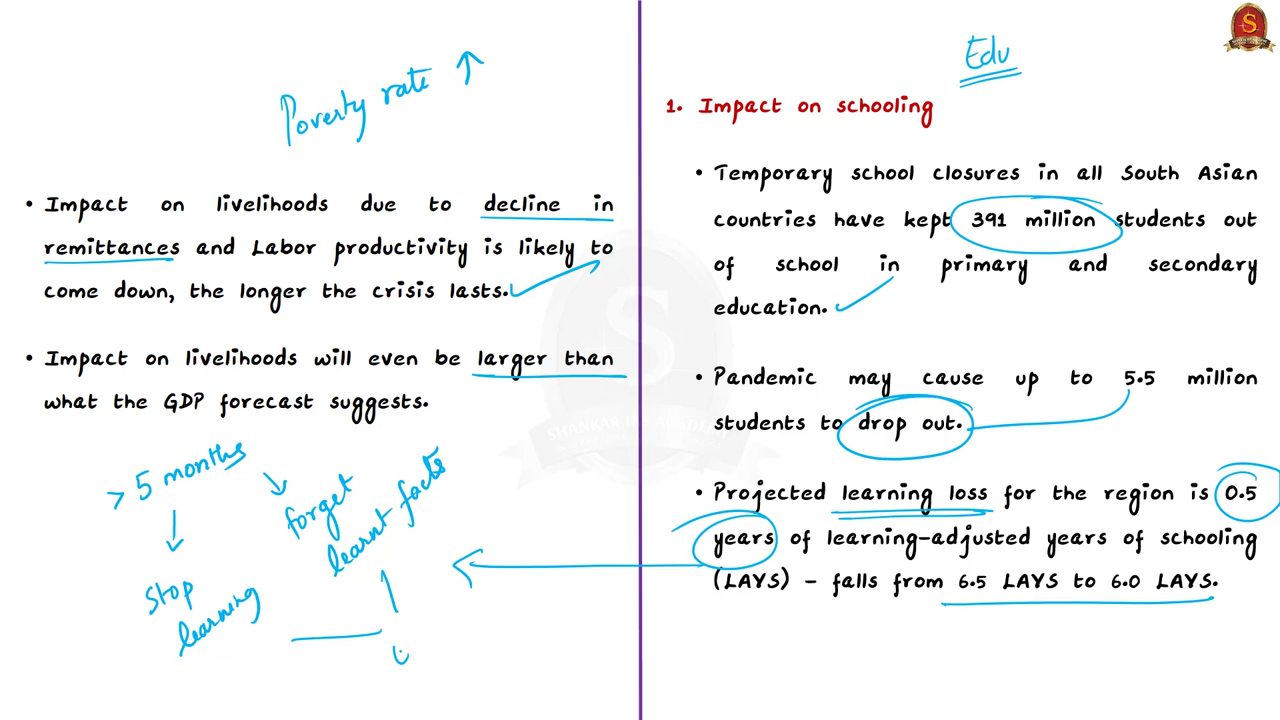 Poverty rate ↑
• Impact on livelihoods due to decline in
remittances and Labor productivity is likely to
come down, the longer the crisis lasts.
• Impact on livelihoods will even be larger than
what the GDP forecast suggests.
> 5 months
stop
learning
forget
learnt facts
Edu
1. Impact on schooling
• Temporary school closures in all South Asian
countries have kept 391 million students out
of school in primary and secondary
education.
• Pandemic may cause up to 5.5 million
students to drop out.
• Projected learning loss for the region is 0.5
years of learning-adjusted years of schooling
(LAYS) - falls from 6.5 LAYS to 6.0 LAYS.
S